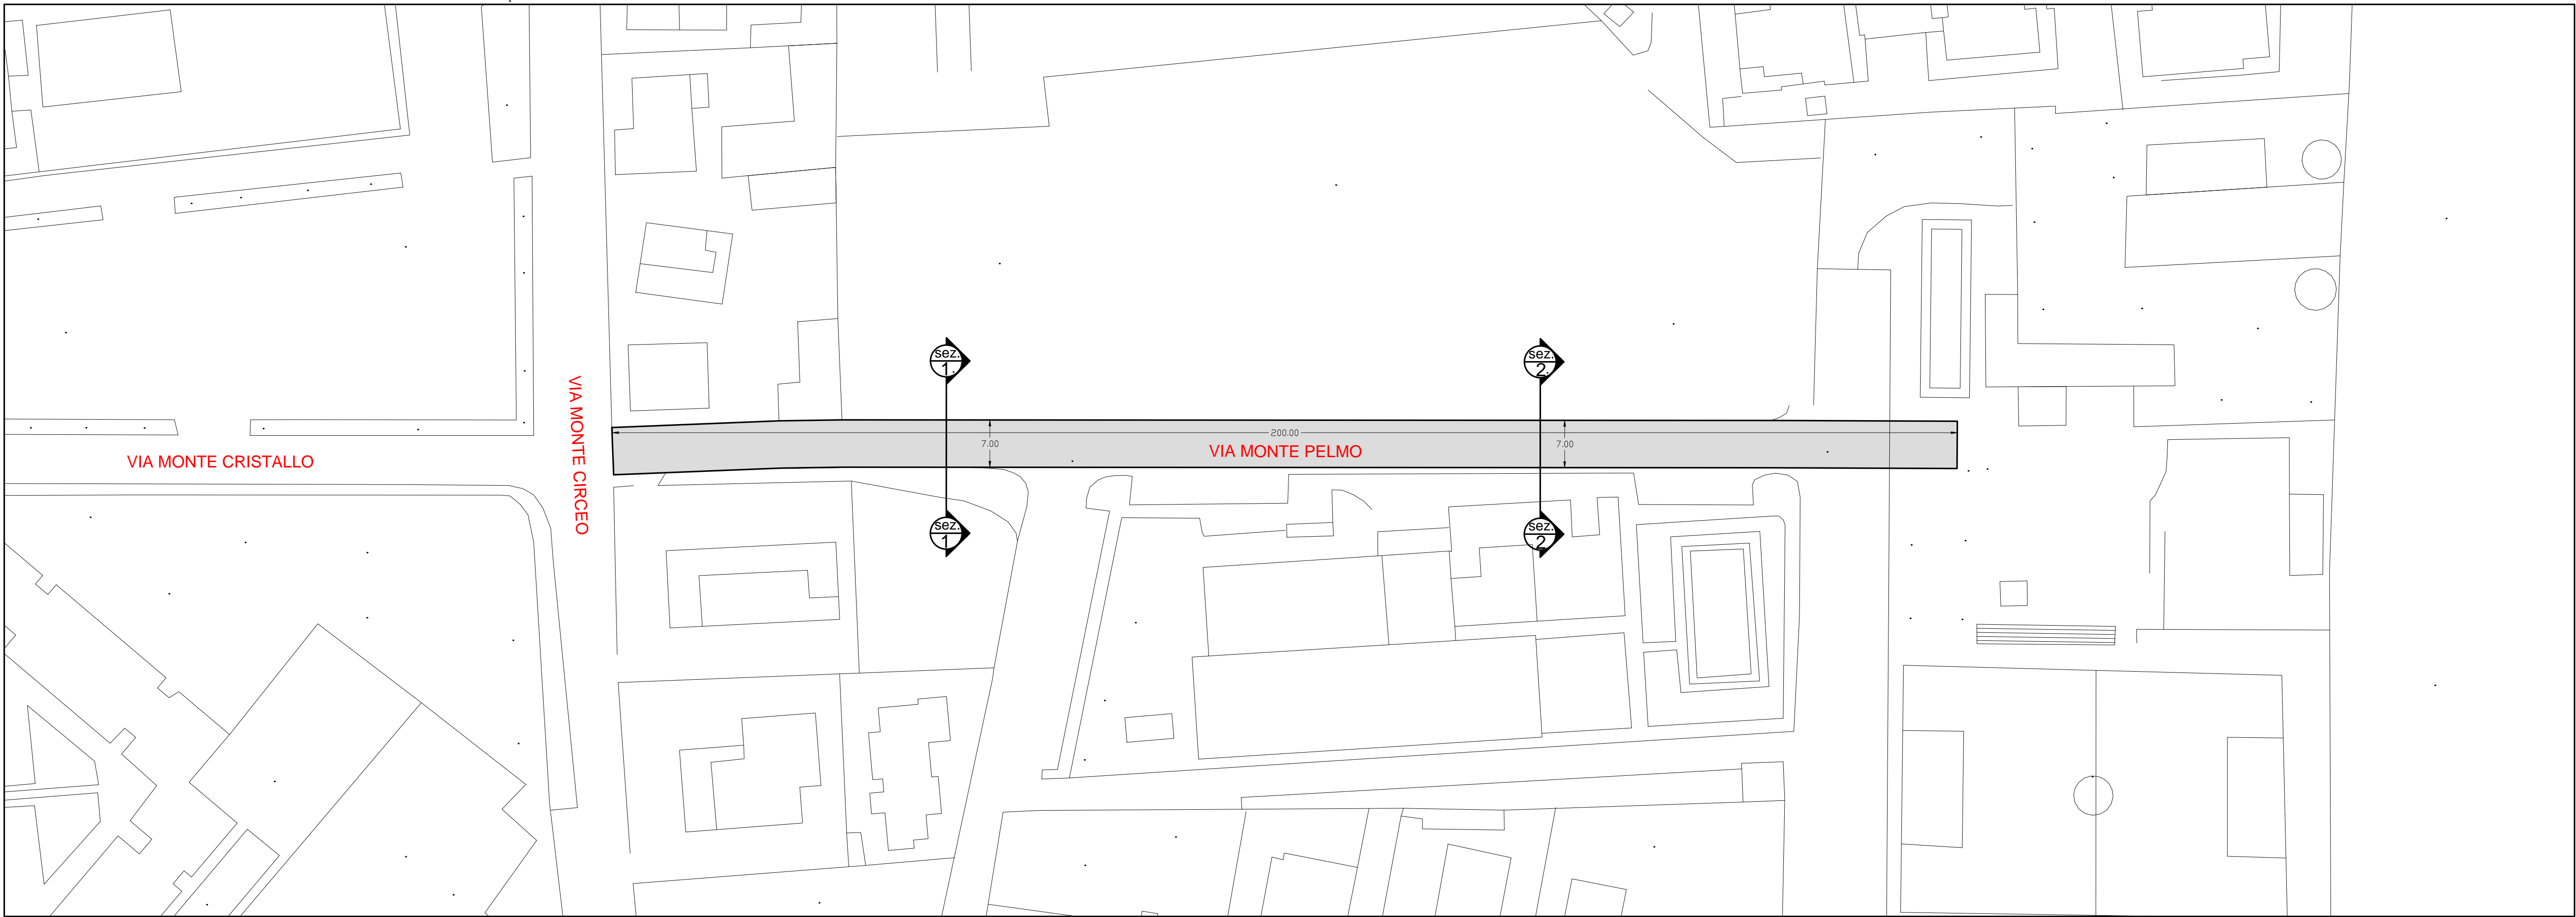 sez.
1
sez.
2
VIA MONTE CIRCEO
200.00
7.00
7.00
VIA MONTE PELMO
VIA MONTE CRISTALLO
sez.
1
sez.
2